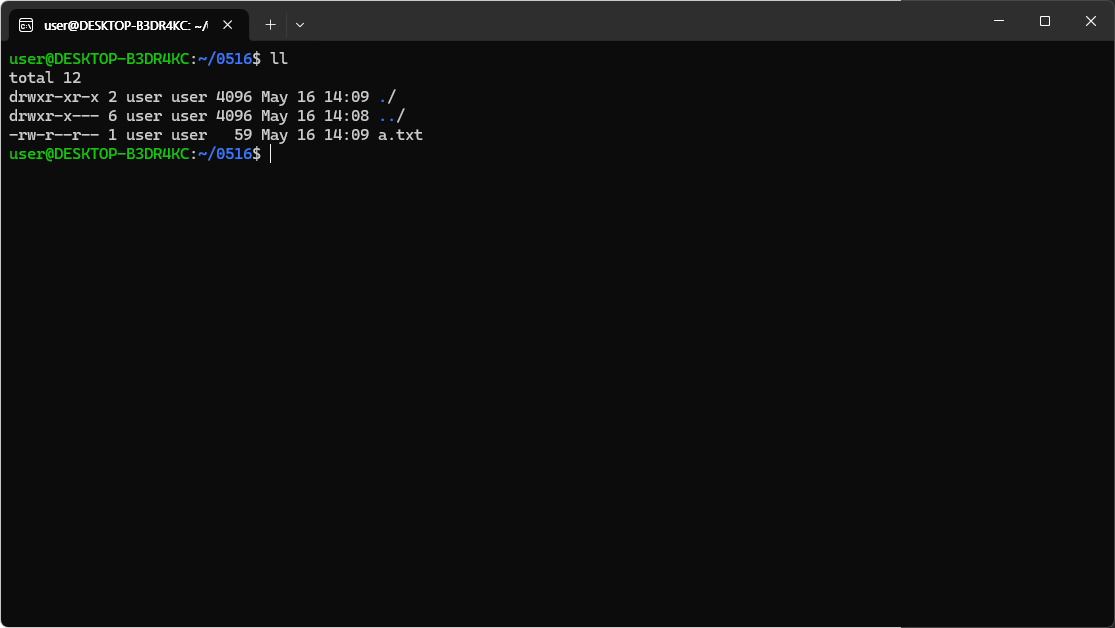 user@DESKTOP-B3DR4KC: ~/
user@DESKTOP-B3DR4KC:~/0516$ ll
total 12
drwxr-xr-x 2 user user 4096 May 16 14:09 ./
drwxr-x--- 6 user user 4096 May 16 14:08 ../
-rw-r--r-- 1 user user   59 May 16 14:09 a.txt
user@DESKTOP-B3DR4KC:~/0516$